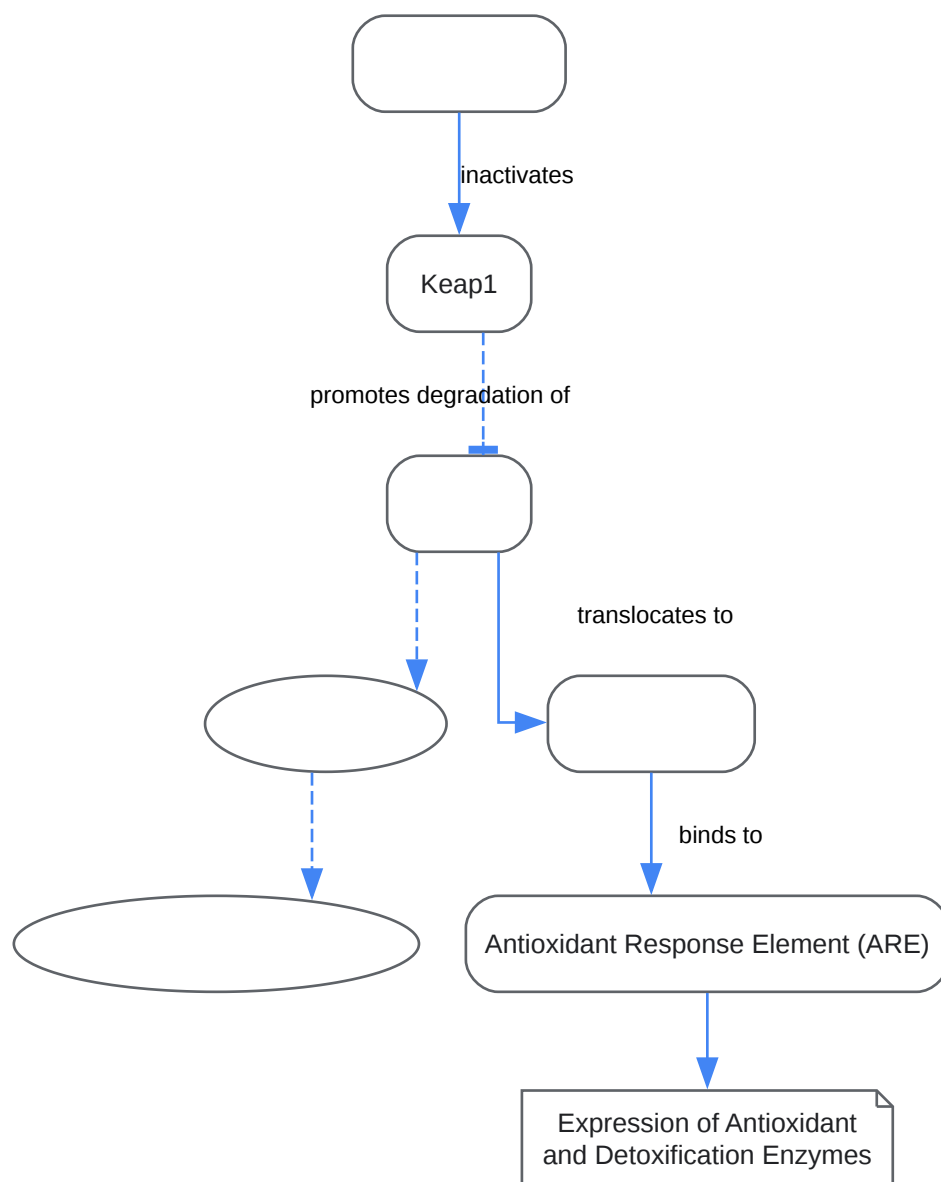 inactivates
Keap1
promotes degradation of
translocates to
binds to
Antioxidant Response Element (ARE)
Expression of Antioxidant
and Detoxification Enzymes